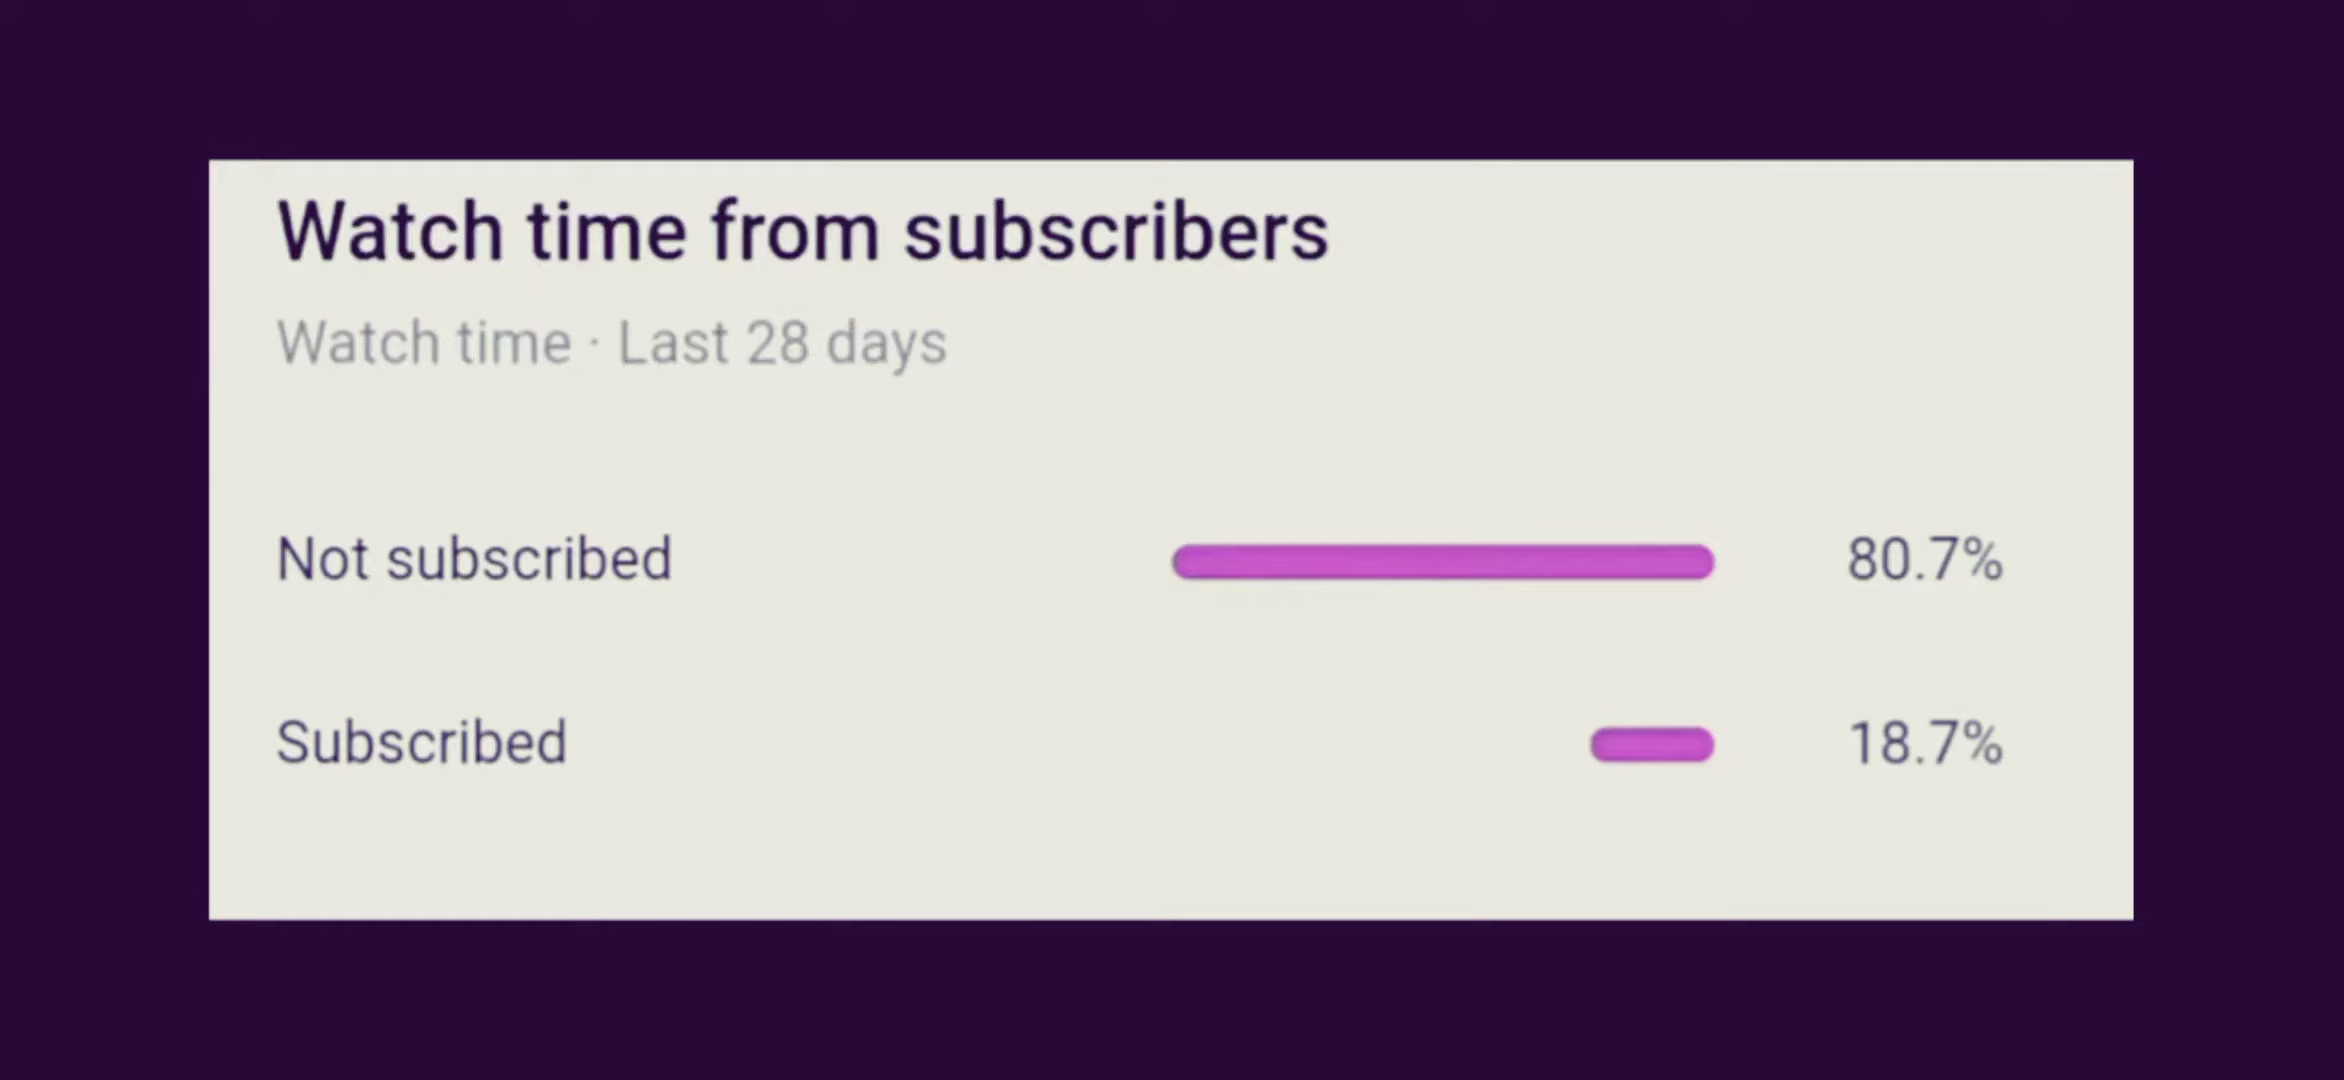 Watch time from subscribers
Watch time · Last 28 days
Not subscribed 80.7%
Subscribed 18.7%